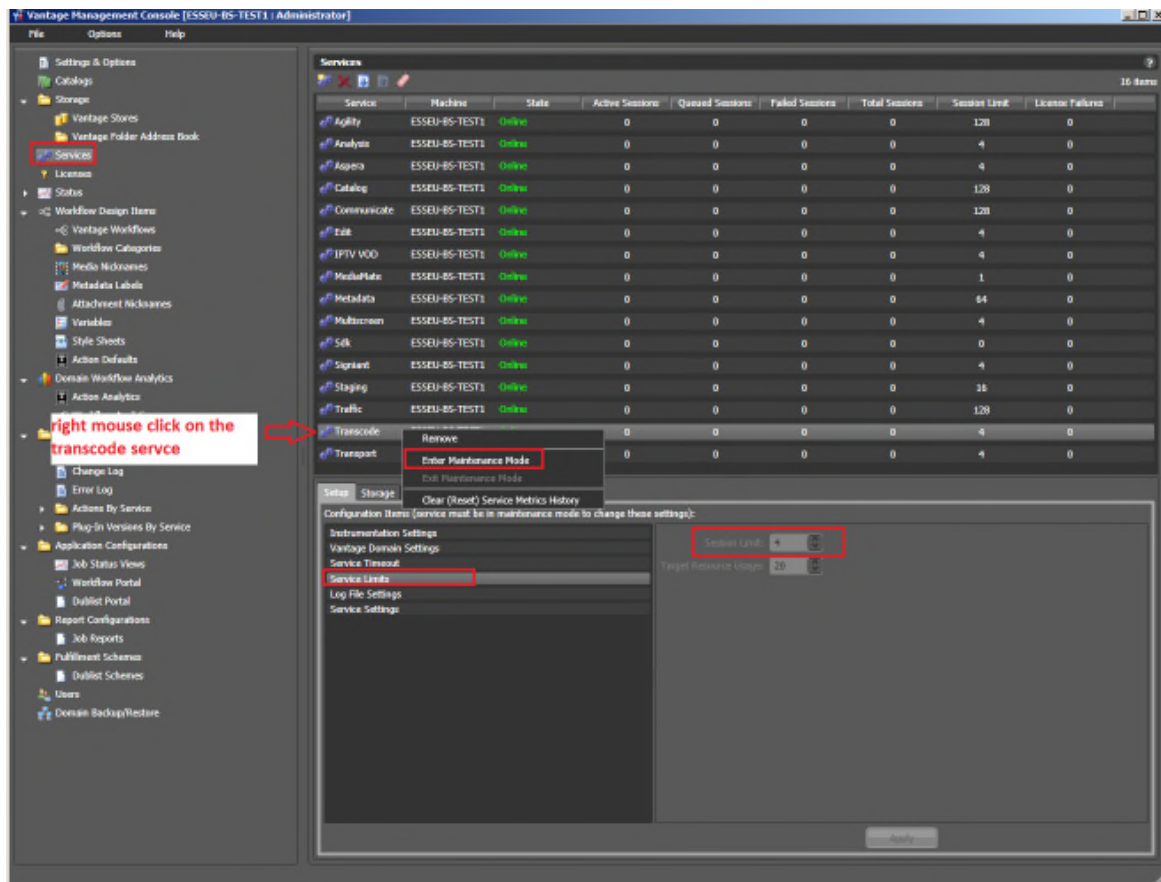 Vantage Management Console [ESSEU-BS-TEST1 : Administrator]
File Options Help
Settings & Options
Catalogs
Storage
Vantage Stores
Vantage Folder Address Book
Services
Licenses
Status
Workflow Design Items
Vantage Workflows
Workflow Categories
Media Nicknames
Metadata Labels
Attachment Nicknames
Variables
Style Sheets
Action Defaults
Domain Workflow Analytics
Action Analytics
right mouse click on the
transcode servce
Change Log
Error Log
Actions By Service
Plug-In Versions By Service
Application Configurations
Job Status Views
Workflow Portal
Dublist Portal
Report Configurations
Job Reports
Fulfillment Schemes
Dublist Schemes
Users
Domain Backup/Restore
Services ?
16 items
Service Machine State Active Sessions Queued Sessions Failed Sessions Total Sessions Session Limit License Failures
Agility ESSEU-BS-TEST1 Online 0 0 0 0 128 0
Analysis ESSEU-BS-TEST1 Online 0 0 0 0 4 0
Aspera ESSEU-BS-TEST1 Online 0 0 0 0 4 0
Catalog ESSEU-BS-TEST1 Online 0 0 0 0 128 0
Communicate ESSEU-BS-TEST1 Online 0 0 0 0 128 0
Edit ESSEU-BS-TEST1 Online 0 0 0 0 4 0
IPTV VOD ESSEU-BS-TEST1 Online 0 0 0 0 4 0
MediaMate ESSEU-BS-TEST1 Online 0 0 0 0 1 0
Metadata ESSEU-BS-TEST1 Online 0 0 0 0 64 0
Multiscreen ESSEU-BS-TEST1 Online 0 0 0 0 4 0
Sdk ESSEU-BS-TEST1 Online 0 0 0 0 0 0
Signiant ESSEU-BS-TEST1 Online 0 0 0 0 4 0
Staging ESSEU-BS-TEST1 Online 0 0 0 0 16 0
Traffic ESSEU-BS-TEST1 Online 0 0 0 0 128 0
Transcode 0 0 0 0 4 0
Transport 0 0 0 0 4 0
Remove
Enter Maintenance Mode
Exit Maintenance Mode
Clear (Reset) Service Metrics History
Setup Storage
Configuration Items (service must be in maintenance mode to change these settings):
Instrumentation Settings
Vantage Domain Settings
Service Timeout
Service Limits
Log File Settings
Service Settings
Session Limit: 4
Target Resource Usage: 20
Apply